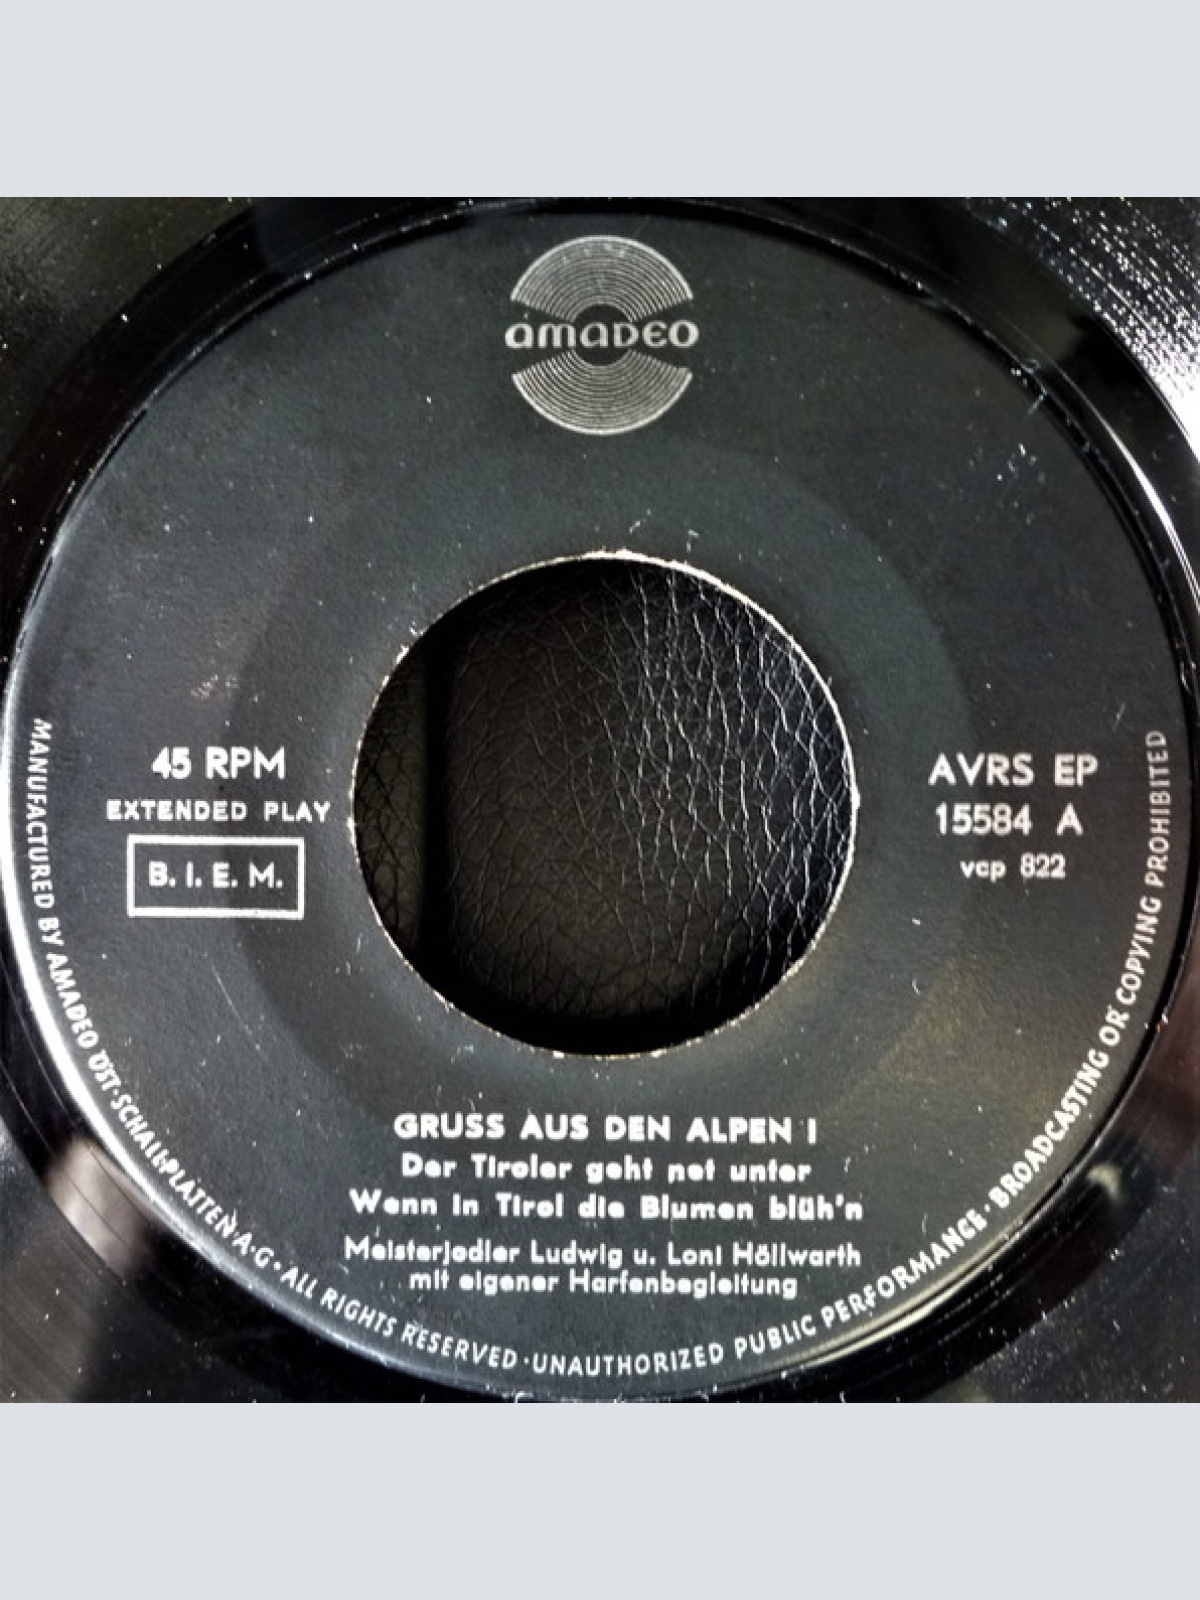 AMADEO
45 RPM
EXTENDED PLAY
B. I. E. M.
AVRS EP
15584 A
vcp 822
GRUSS AUS DEN ALPEN I
Der Tiroler geht net unter
Wenn in Tirol die Blumen blüh'n
Meisterjodler Ludwig u. Loni Höllwarth
mit eigener Harfenbegleitung
MANUFACTURED BY AMADEO ÖST·SCHALLPLATTEN·A·G·ALL RIGHTS RESERVED·UNAUTHORIZED PUBLIC PERFORMANCE·BROADCASTING OR COPYING PROHIBITED